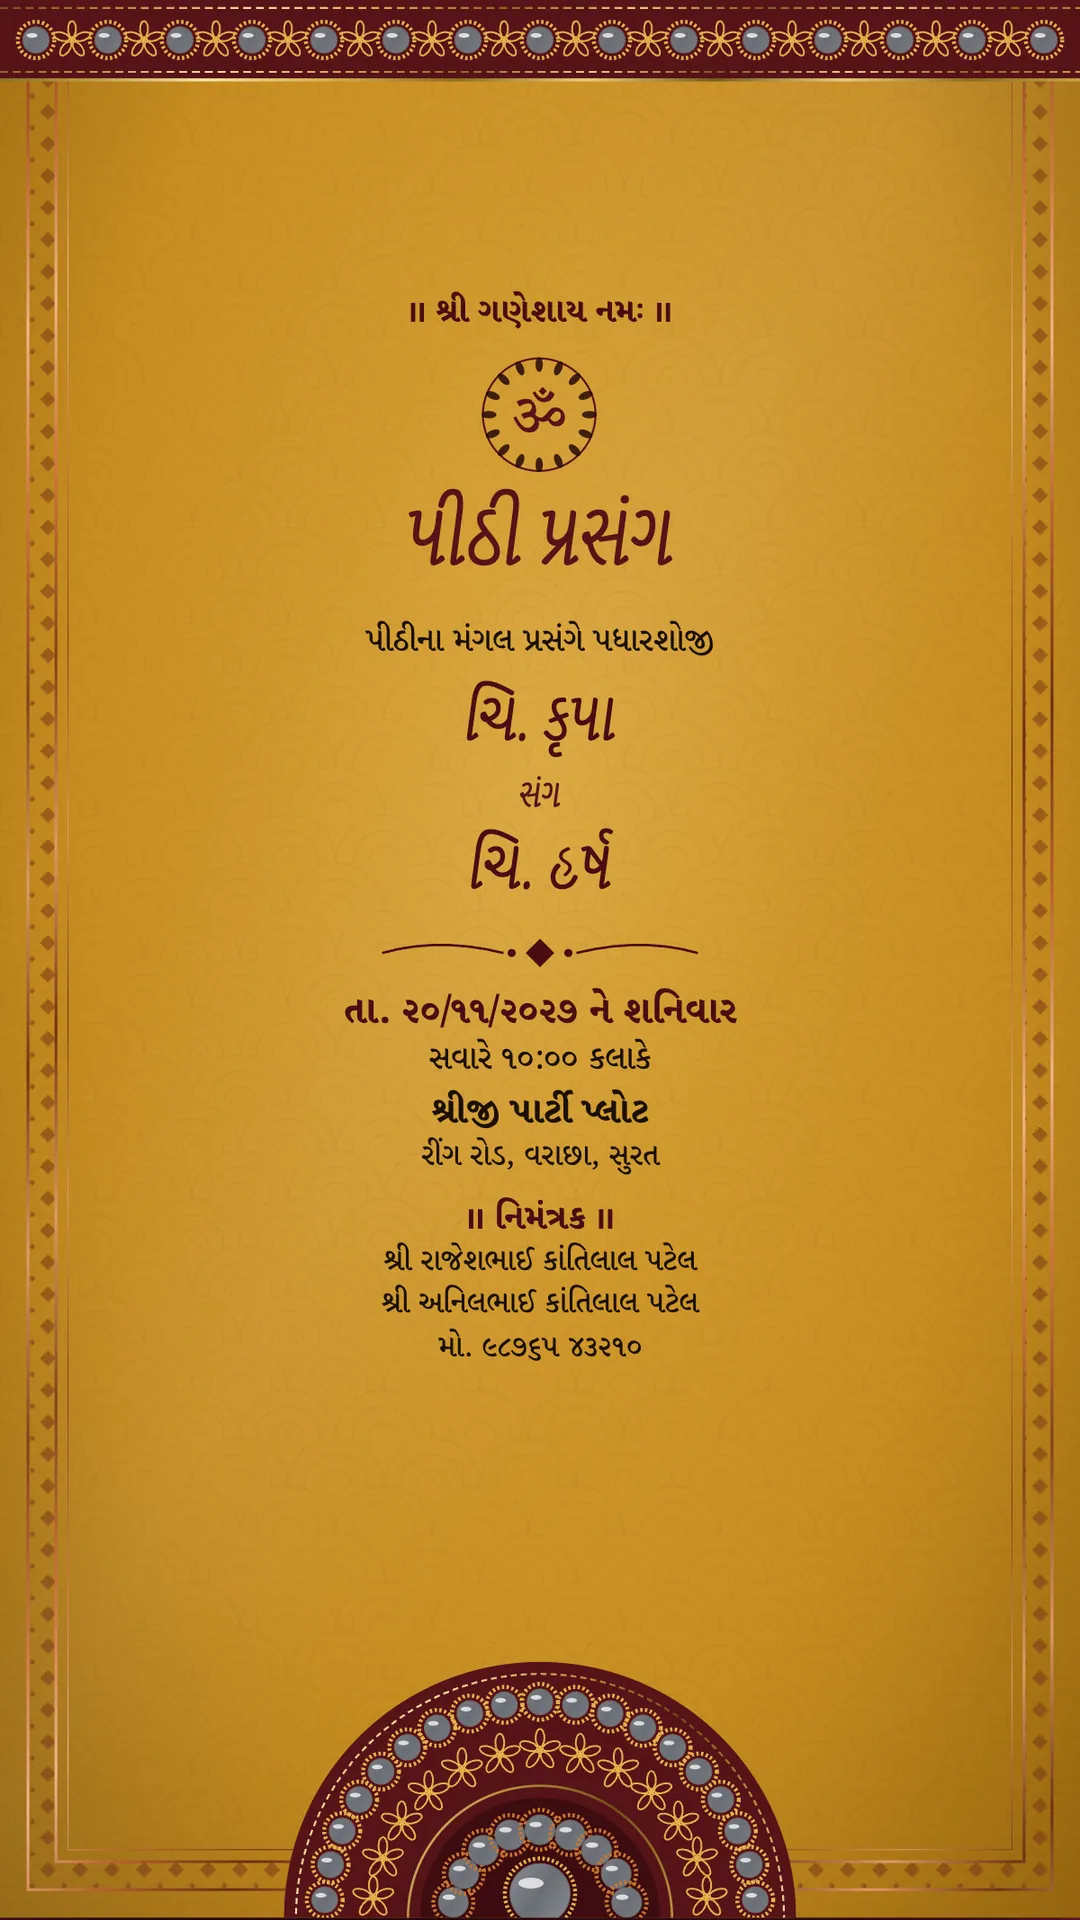 ॥ શ્રી ગણેશાય નમઃ ॥
ૐ
પીઠી પ્રસંગ
પીઠીના મંગલ પ્રસંગે પધારશોજી
ચિ. કૃપા
સંગ
ચિ. હર્ષ
તા. ૨૦/૧૧/૨૦૨૭ ને શનિવાર
સવારે ૧૦:૦૦ કલાકે
શ્રીજી પાર્ટી પ્લોટ
રીંગ રોડ, વરાછા, સુરત
॥ નિમંત્રક ॥
શ્રી રાજેશભાઈ કાંતિલાલ પટેલ
શ્રી અનિલભાઈ કાંતિલાલ પટેલ
મો. ૯૮૭૬૫ ૪૩૨૧૦